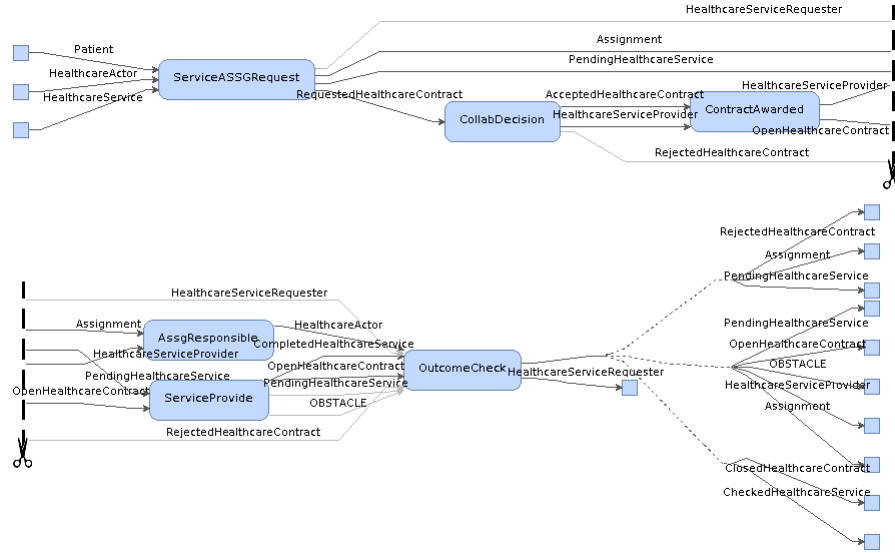 HealthcareServiceRequester
Assignment
Patient
PendingHealthcareService
HealthcareActor
ServiceASSGRequest
HealthcareServiceProvider
HealthcareService
RequestedHealthcareContract
AcceptedHealthcareContract
ContractAwarded
HealthcareServiceProvider
CollabDecision
OpenHealthcareContract
RejectedHealthcareContract
RejectedHealthcareContract
Assignment
PendingHealthcareService
HealthcareServiceRequester
Assignment
HealthcareActor
PendingHealthcareService
AssgResponsible
CompletedHealthcareService
OpenHealthcareContract
HealthcareServiceProvider
OpenHealthcareContract
OBSTACLE
OutcomeCheck
HealthcareServiceRequester
PendingHealthcareService
PendingHealthcareService
HealthcareServiceProvider
OpenHealthcareContract
ServiceProvide
OBSTACLE
Assignment
RejectedHealthcareContract
ClosedHealthcareContract
CheckedHealthcareService